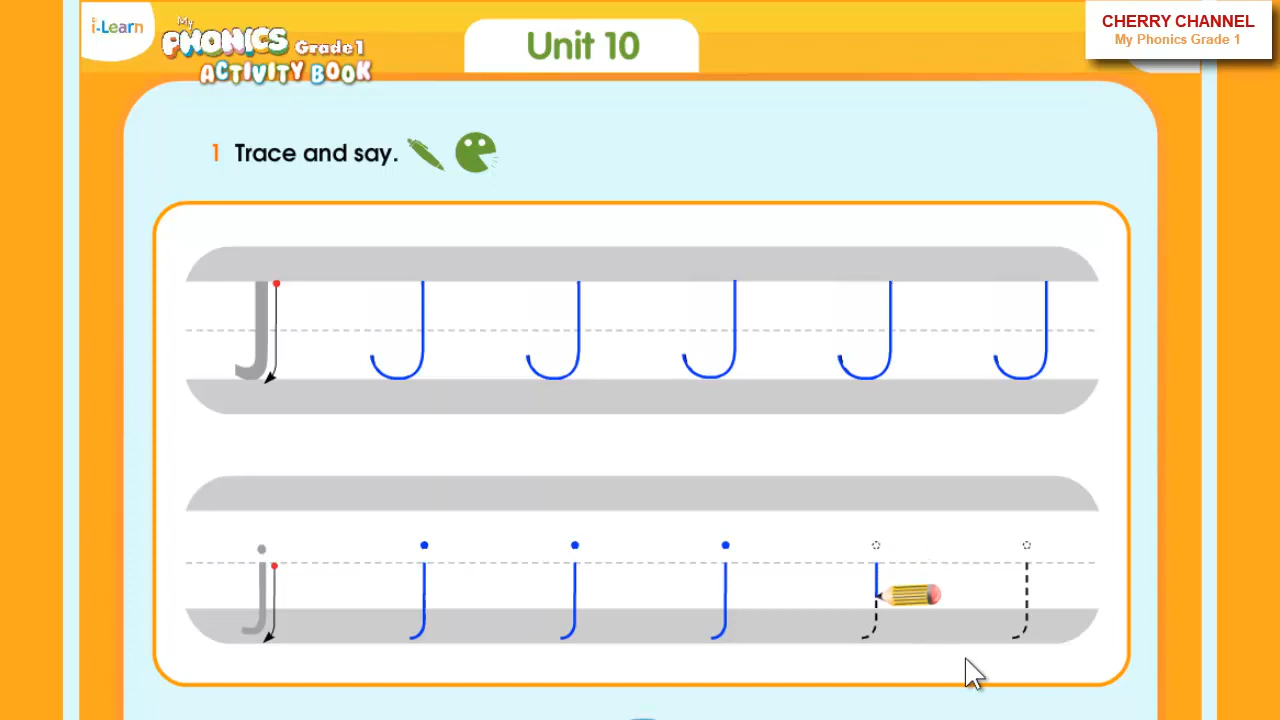 i-Learn
My
PHONICS Grade 1
ACTIVITY BOOK
Unit 10
CHERRY CHANNEL
My Phonics Grade 1
1 Trace and say.
J J J J J J
j j j j j j